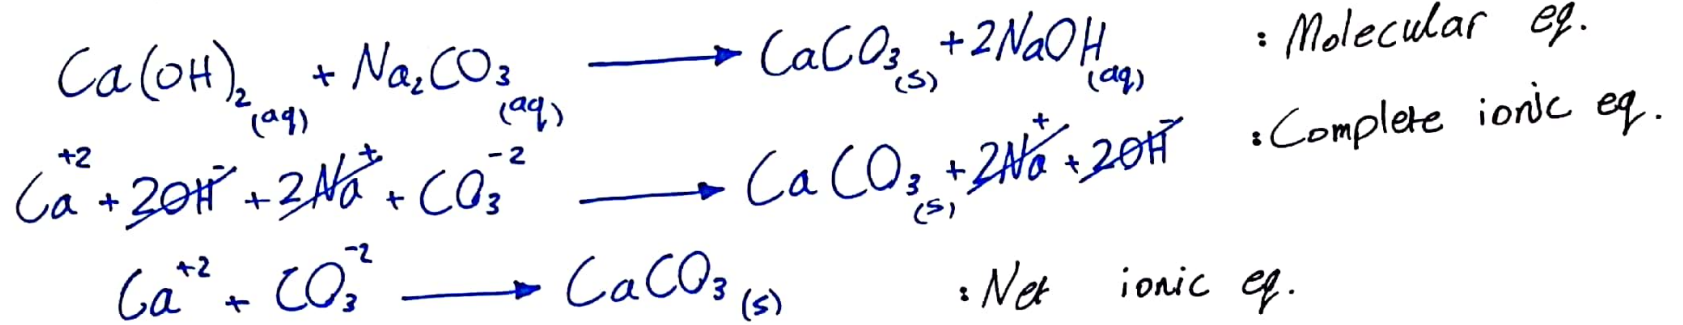 Ca(OH)₂(aq) + Na₂CO₃(aq) ⟶ CaCO₃(s) + 2NaOH(aq) : Molecular eq.
Ca⁺² + 2OH⁻ + 2Na⁺ + CO₃⁻² ⟶ CaCO₃(s) + 2Na⁺ + 2OH⁻ : Complete ionic eq.
Ca⁺² + CO₃⁻² ⟶ CaCO₃(s) : Net ionic eq.